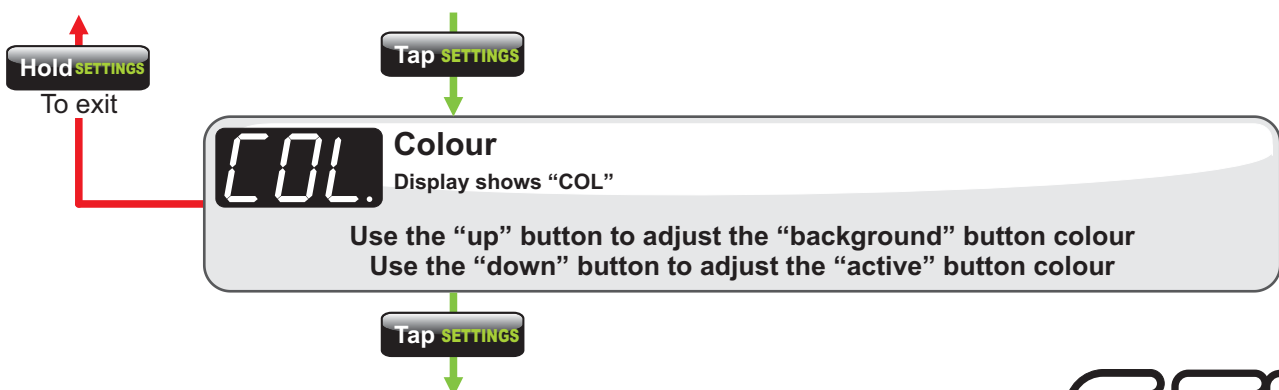 Tap SETTINGS
Hold SETTINGS
To exit
COL.
Colour
Display shows “COL”
Use the “up” button to adjust the “background” button colour
Use the “down” button to adjust the “active” button colour
Tap SETTINGS